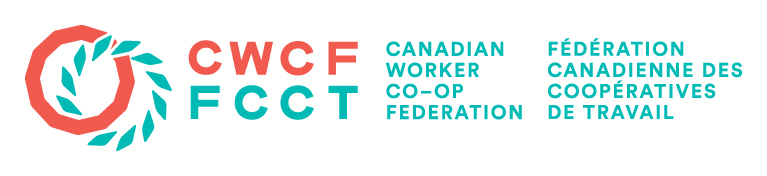 CWCF
FCCT
CANADIAN
WORKER
CO–OP
FEDERATION
FÉDÉRATION
CANADIENNE DES
COOPÉRATIVES
DE TRAVAIL